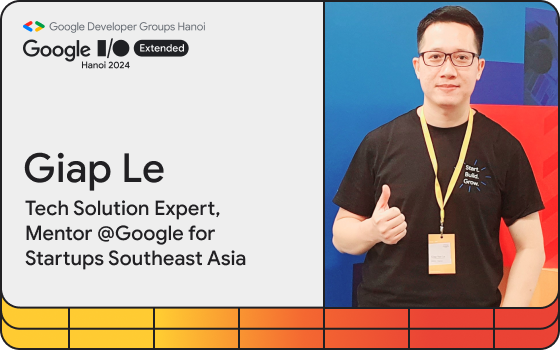 Google Developer Groups Hanoi
Google I/O Extended
Hanoi 2024
Giap Le
Tech Solution Expert,
Mentor @Google for
Startups Southeast Asia
Start.
Build.
Grow.